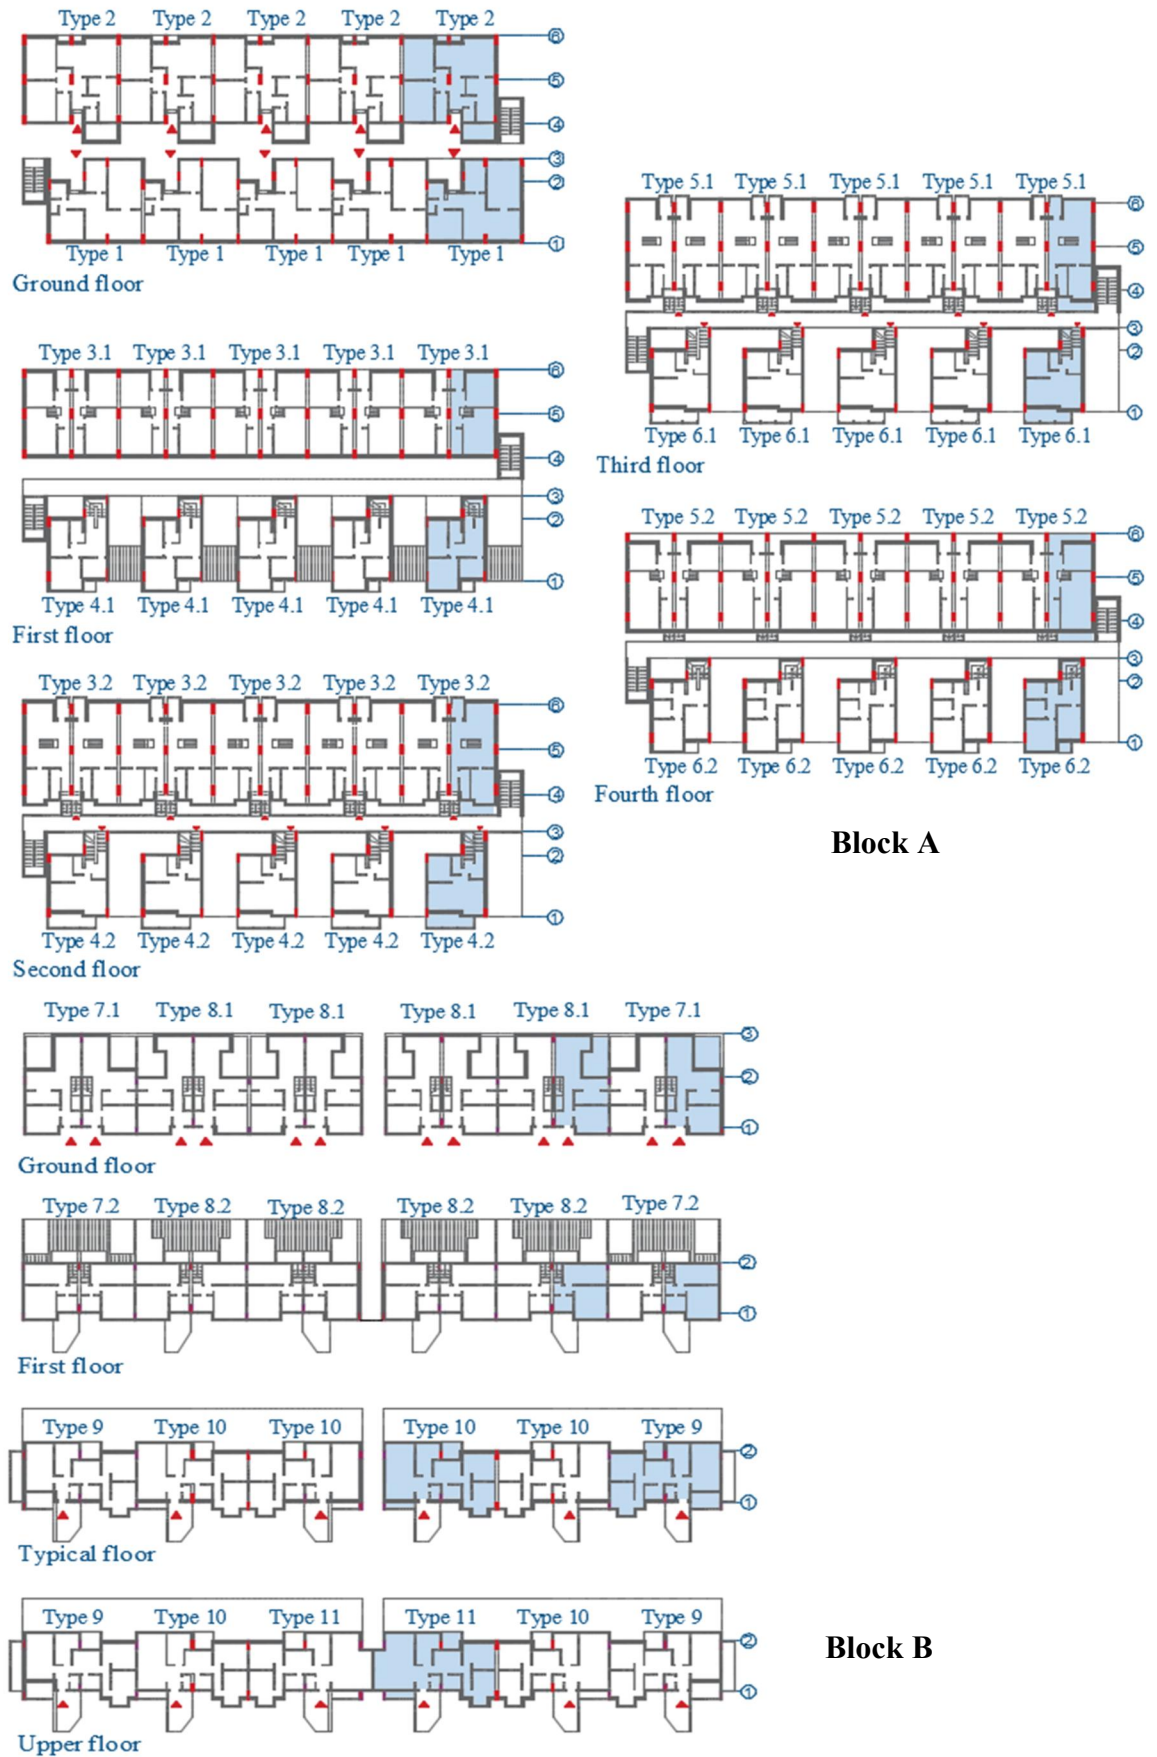 Type 2 Type 2 Type 2 Type 2 Type 2
6
5
4
3
2
1
Type 1 Type 1 Type 1 Type 1 Type 1
Ground floor
Type 3.1 Type 3.1 Type 3.1 Type 3.1 Type 3.1
6
5
4
3
2
1
Type 4.1 Type 4.1 Type 4.1 Type 4.1 Type 4.1
First floor
Type 3.2 Type 3.2 Type 3.2 Type 3.2 Type 3.2
6
5
4
3
2
1
Type 4.2 Type 4.2 Type 4.2 Type 4.2 Type 4.2
Second floor
Type 5.1 Type 5.1 Type 5.1 Type 5.1 Type 5.1
6
5
4
3
2
1
Type 6.1 Type 6.1 Type 6.1 Type 6.1 Type 6.1
Third floor
Type 5.2 Type 5.2 Type 5.2 Type 5.2 Type 5.2
6
5
4
3
2
1
Type 6.2 Type 6.2 Type 6.2 Type 6.2 Type 6.2
Fourth floor
Block A
Type 7.1 Type 8.1 Type 8.1 Type 8.1 Type 8.1 Type 7.1
3
2
1
Ground floor
Type 7.2 Type 8.2 Type 8.2 Type 8.2 Type 8.2 Type 7.2
2
1
First floor
Type 9 Type 10 Type 10 Type 10 Type 10 Type 9
2
1
Typical floor
Type 9 Type 10 Type 11 Type 11 Type 10 Type 9
2
1
Upper floor
Block B